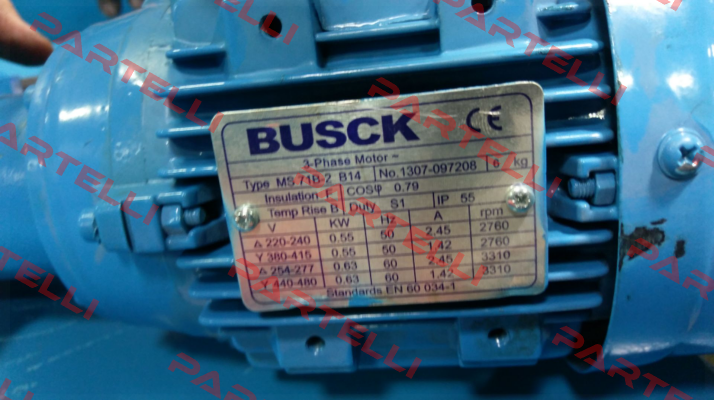 BUSCK CE
3-Phase Motor ~
Type MS 71B-2 B14 No. 1307-097208 6 kg
Insulation F COSφ 0.79
Temp Rise B Duty S1 IP 55
V KW Hz A rpm
Δ 220-240 0.55 50 2.45 2760
Y 380-415 0.55 50 1.42 2760
Δ 254-277 0.63 60 2.45 3310
Y 440-480 0.63 60 1.42 3310
Standards EN 60 034-1
PARTELLI
PARTELLI
PARTELLI
PARTELLI
PARTELLI
PARTELLI
PARTELLI